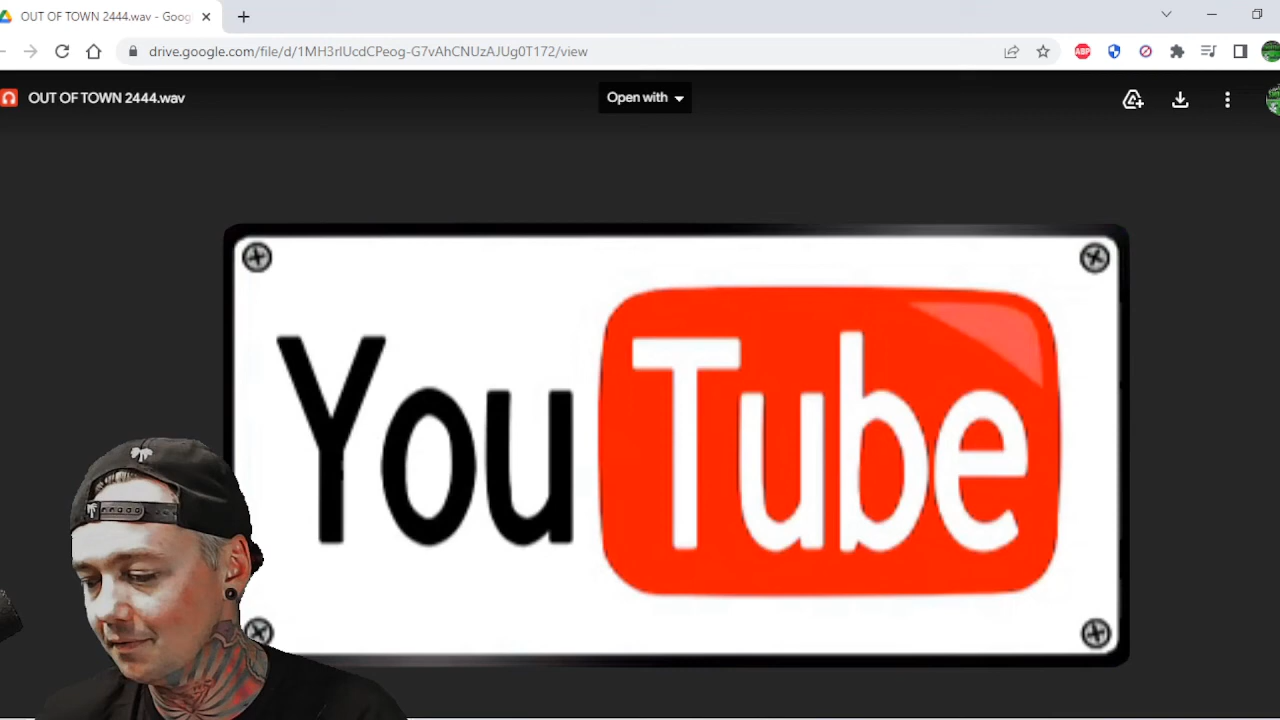 OUT OF TOWN 2444.wav - Goog
drive.google.com/file/d/1MH3rlUcdCPeog-G7vAhCNUzAJUg0T172/view
ABP
OUT OF TOWN 2444.wav
Open with
YouTube